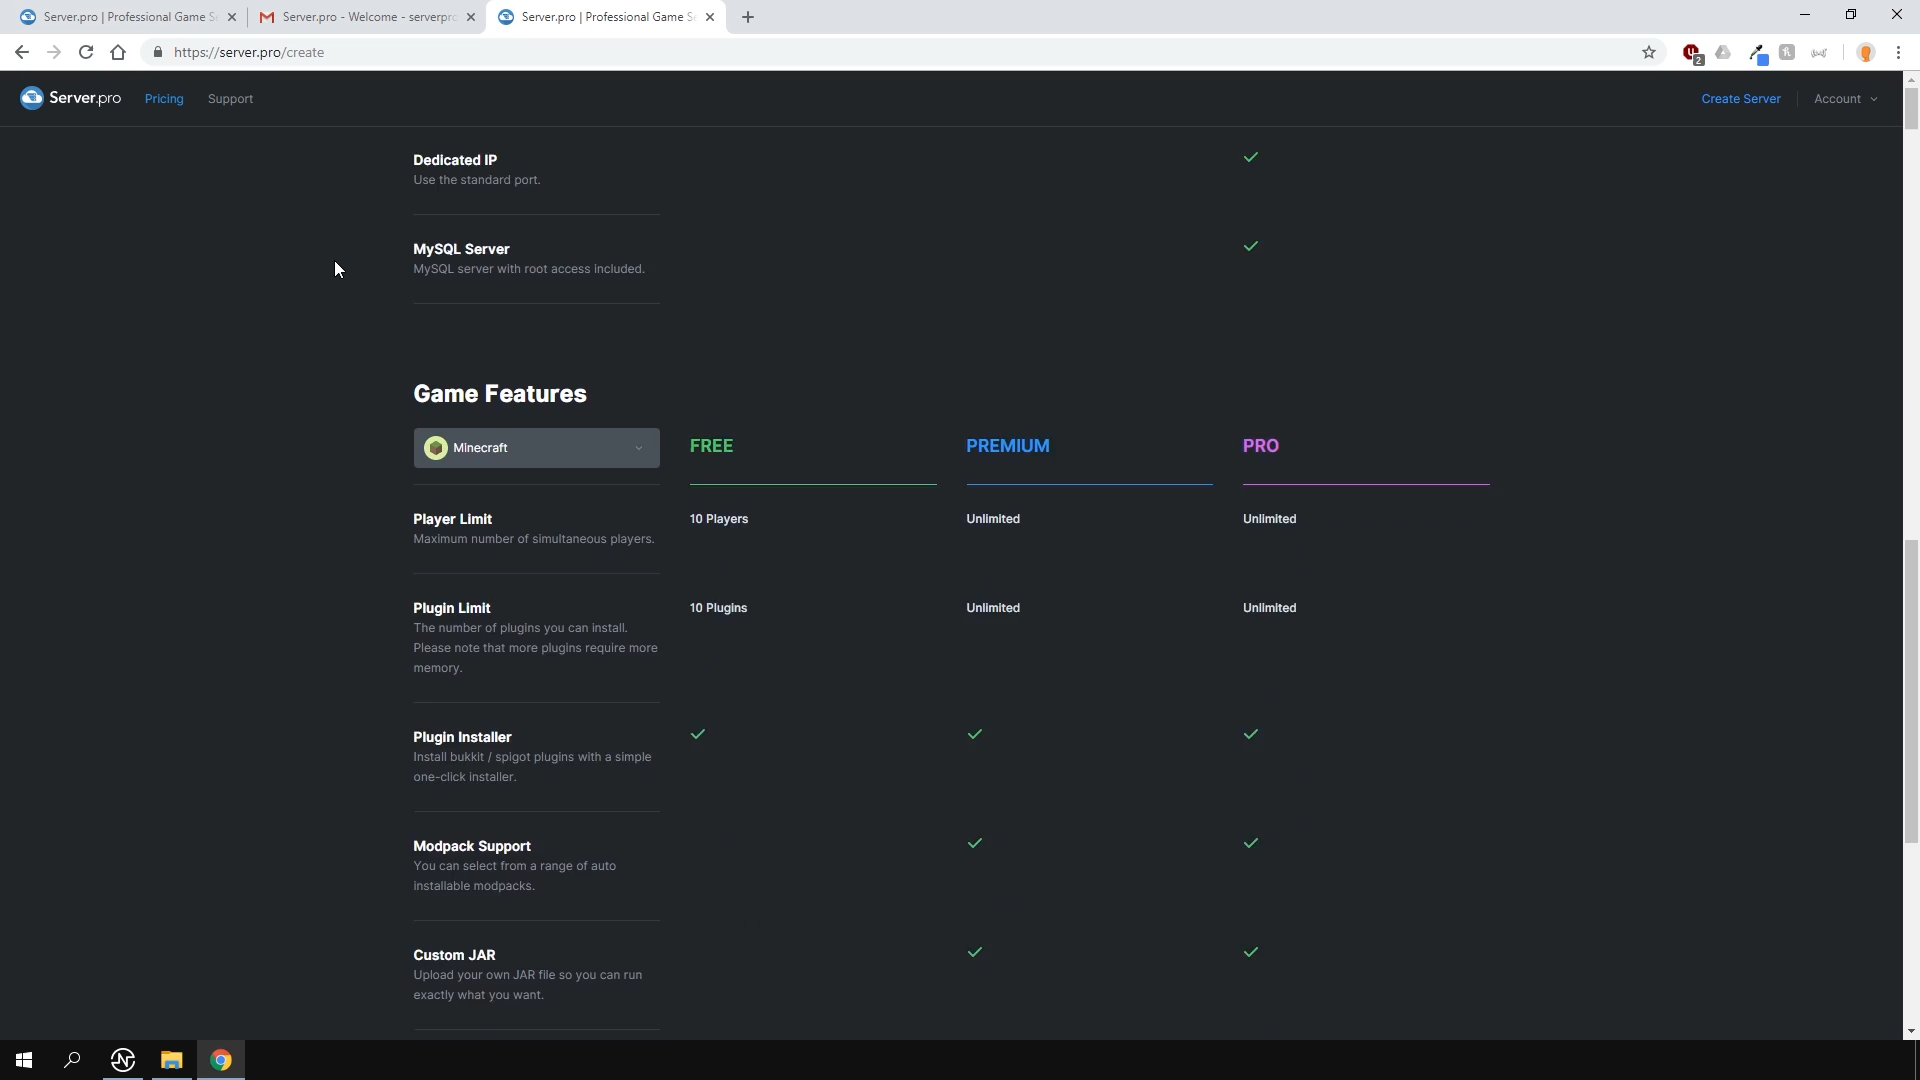 Server.pro | Professional Game S
Server.pro - Welcome - serverpro
Server.pro | Professional Game S
https://server.pro/create
2
Server.pro
Pricing
Support
Create Server
Account
Dedicated IP
Use the standard port.
MySQL Server
MySQL server with root access included.
Game Features
Minecraft
FREE
PREMIUM
PRO
Player Limit
Maximum number of simultaneous players.
10 Players
Unlimited
Unlimited
Plugin Limit
The number of plugins you can install.
Please note that more plugins require more
memory.
10 Plugins
Unlimited
Unlimited
Plugin Installer
Install bukkit / spigot plugins with a simple
one-click installer.
Modpack Support
You can select from a range of auto
installable modpacks.
Custom JAR
Upload your own JAR file so you can run
exactly what you want.